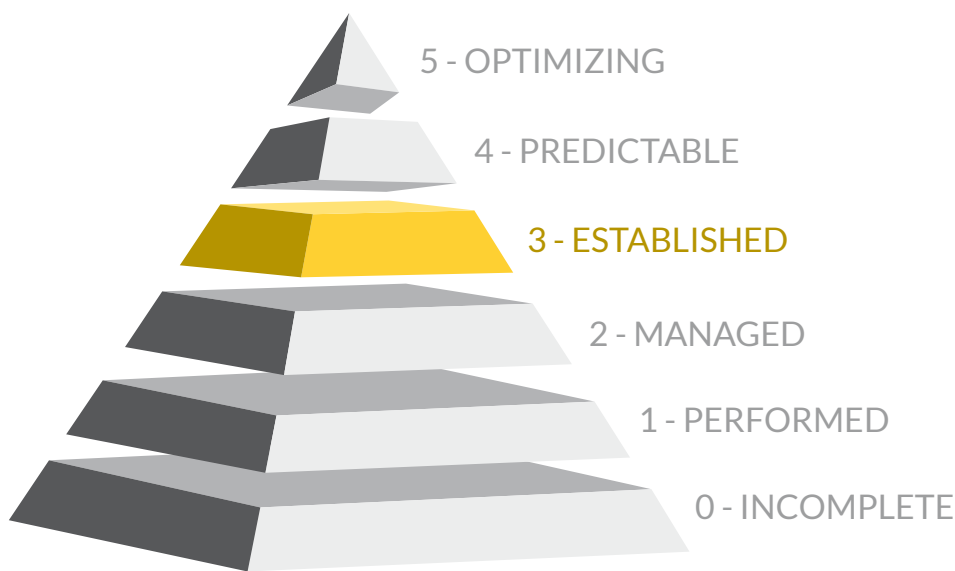 5 - OPTIMIZING
4 - PREDICTABLE
3 - ESTABLISHED
2 - MANAGED
1 - PERFORMED
0 - INCOMPLETE